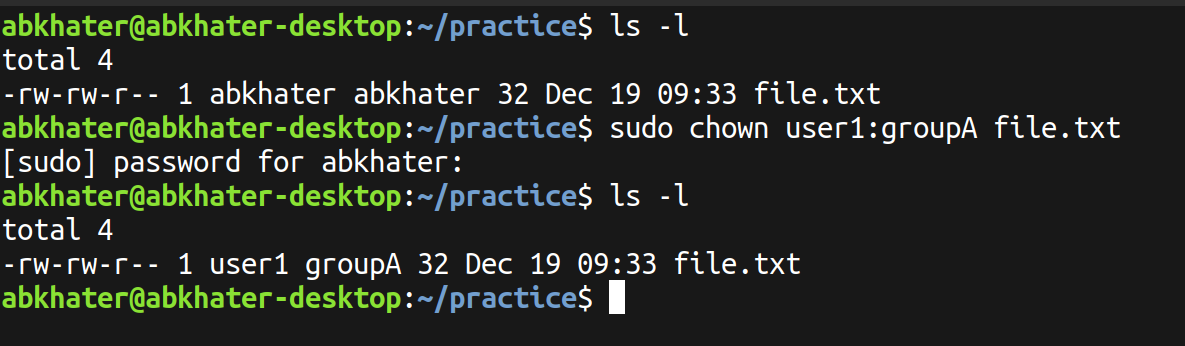 abkhater@abkhater-desktop:~/practice$ ls -l
total 4
-rw-rw-r-- 1 abkhater abkhater 32 Dec 19 09:33 file.txt
abkhater@abkhater-desktop:~/practice$ sudo chown user1:groupA file.txt
[sudo] password for abkhater:
abkhater@abkhater-desktop:~/practice$ ls -l
total 4
-rw-rw-r-- 1 user1 groupA 32 Dec 19 09:33 file.txt
abkhater@abkhater-desktop:~/practice$